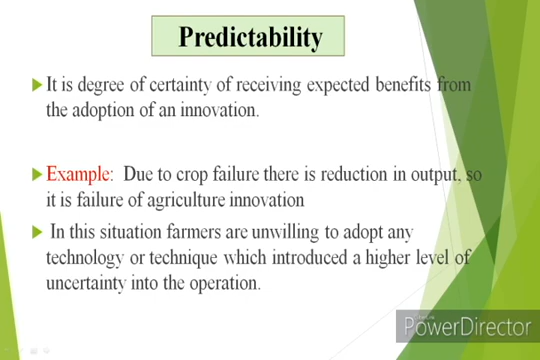 Predictability
It is degree of certainty of receiving expected benefits from
the adoption of an innovation.
Example: Due to crop failure there is reduction in output, so
it is failure of agriculture innovation
In this situation farmers are unwilling to adopt any
technology or technique which introduced a higher level of
uncertainty into the operation.
PowerDirector